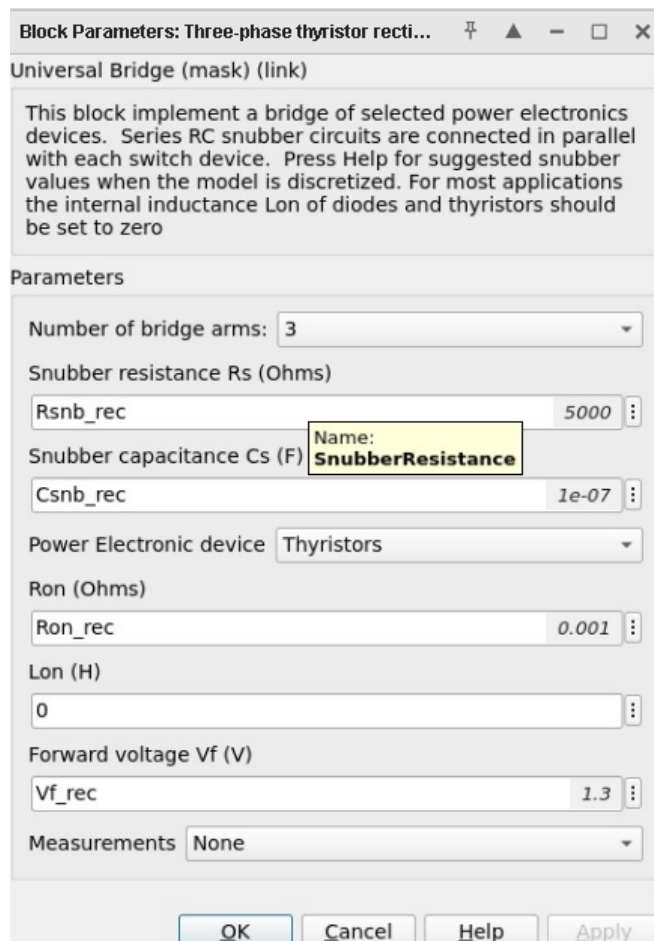 Block Parameters: Three-phase thyristor recti...
Universal Bridge (mask) (link)
This block implement a bridge of selected power electronics
devices. Series RC snubber circuits are connected in parallel
with each switch device. Press Help for suggested snubber
values when the model is discretized. For most applications
the internal inductance Lon of diodes and thyristors should
be set to zero
Parameters
Number of bridge arms: 3
Snubber resistance Rs (Ohms)
Rsnb_rec 5000
Name:
Snubber capacitance Cs (F) SnubberResistance
Csnb_rec 1e-07
Power Electronic device Thyristors
Ron (Ohms)
Ron_rec 0.001
Lon (H)
0
Forward voltage Vf (V)
Vf_rec 1.3
Measurements None
OK Cancel Help Apply